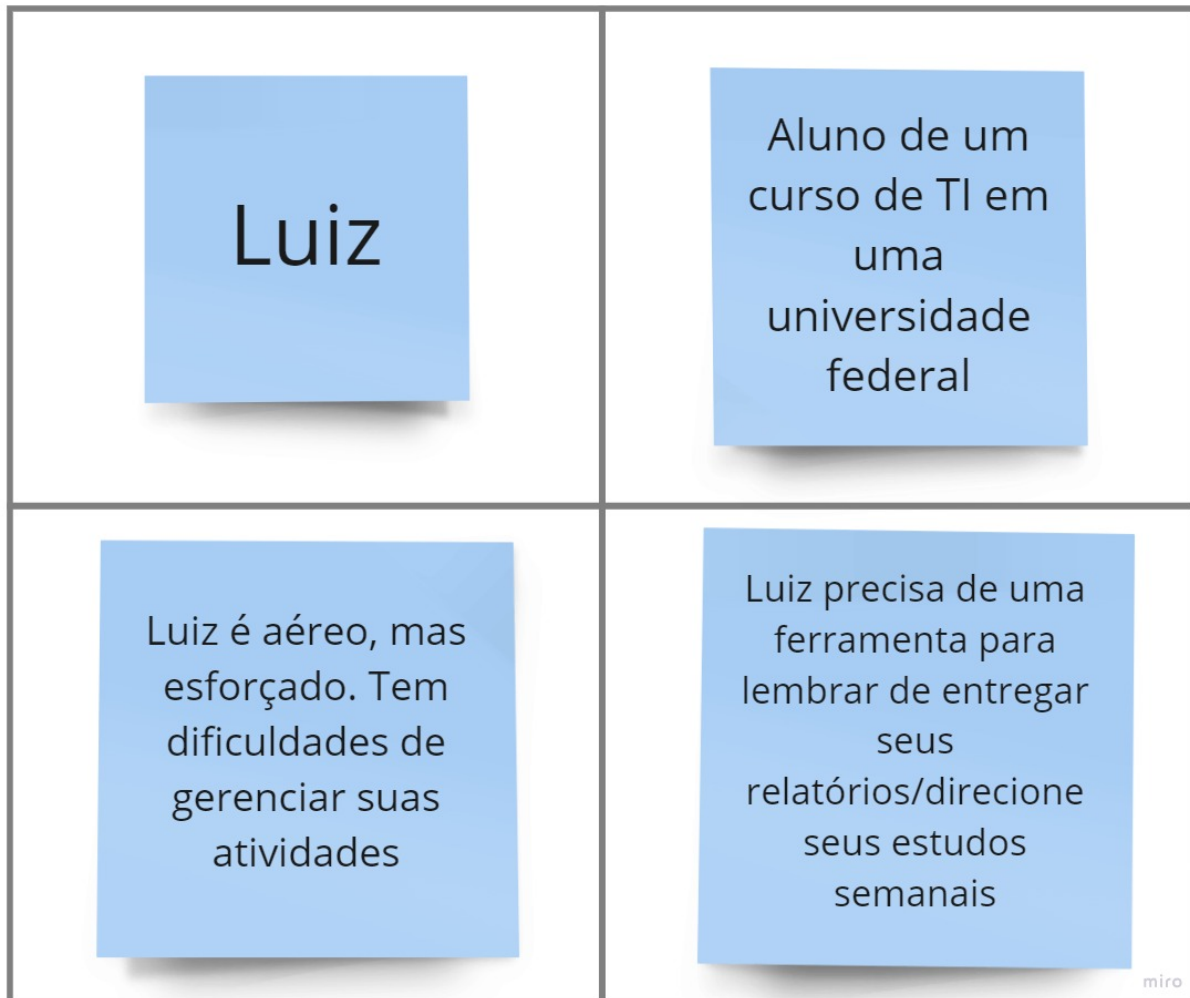 Luiz
Aluno de um
curso de TI em
uma
universidade
federal
Luiz é aéreo, mas
esforçado. Tem
dificuldades de
gerenciar suas
atividades
Luiz precisa de uma
ferramenta para
lembrar de entregar
seus
relatórios/direcione
seus estudos
semanais
miro